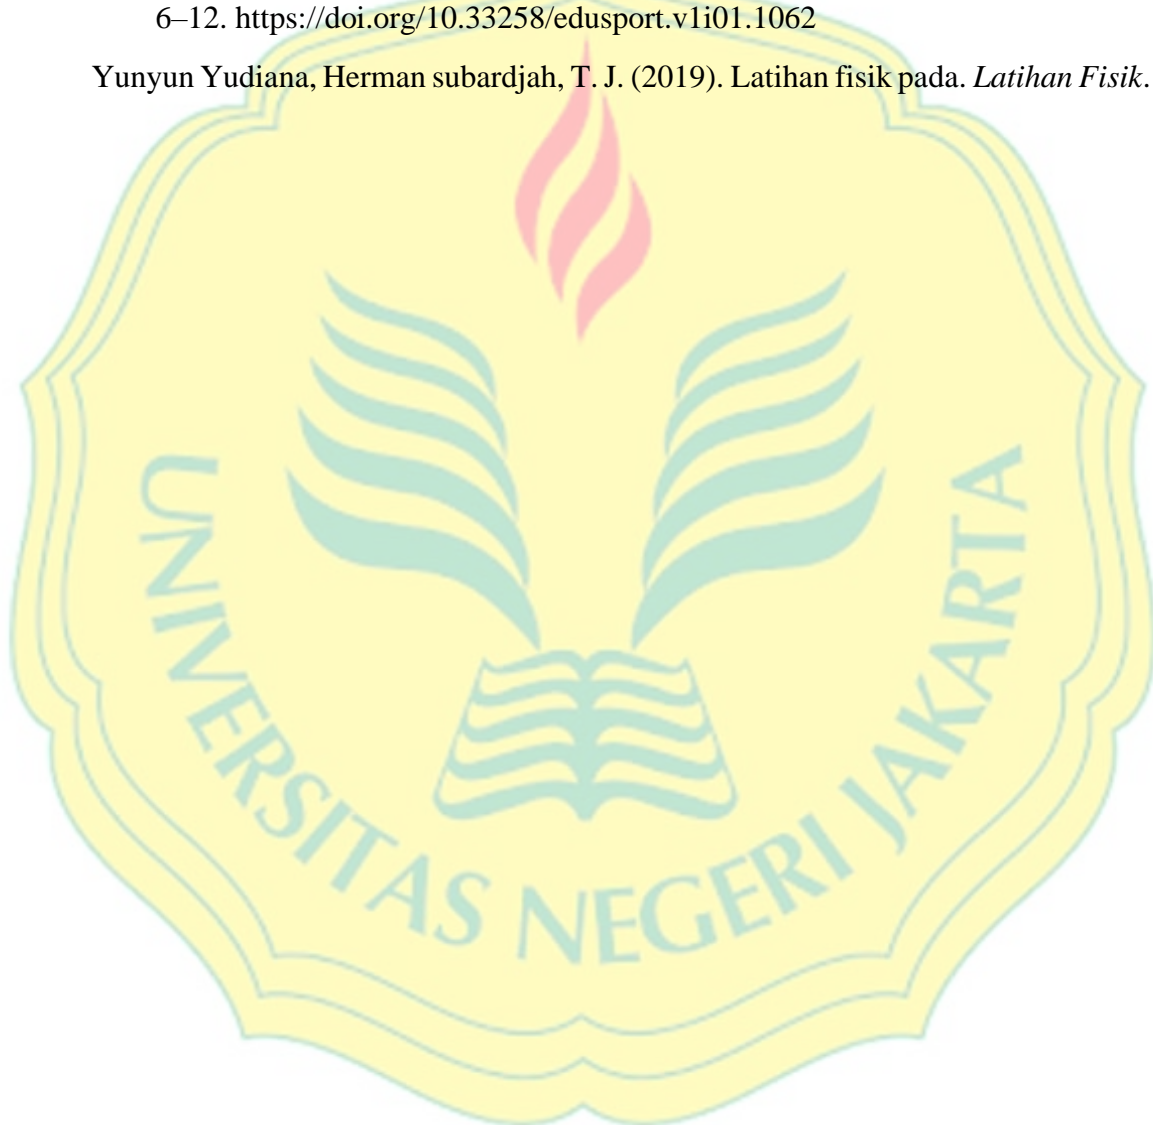 6–12. https://doi.org/10.33258/edusport.v1i01.1062
Yunyun Yudiana, Herman subardjah, T. J. (2019). Latihan fisik pada. Latihan Fisik.
UNIVERSITAS NEGERI JAKARTA